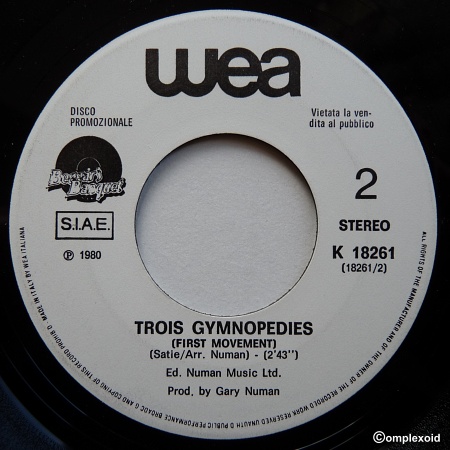 wea
DISCO
PROMOZIONALE
Vietata la ven-
dita al pubblico
Beggars
Banquet
S.I.A.E.
℗ 1980
2
STEREO
K 18261
(18261/2)
TROIS GYMNOPEDIES
(FIRST MOVEMENT)
(Satie/Arr. Numan) - (2'43'')
Ed. Numan Music Ltd.
Prod. by Gary Numan
ALL RIGHTS OF THE MANUFACTURER AND OF THE OWNER OF THE RECORDED WORK RESERVED UNAUTH D PUBLIC PERFORMANCE BROADC G AND COPYING OF THIS RECORD PROHIB D. MADE IN ITALY BY WEA ITALIANA
©omplexoid